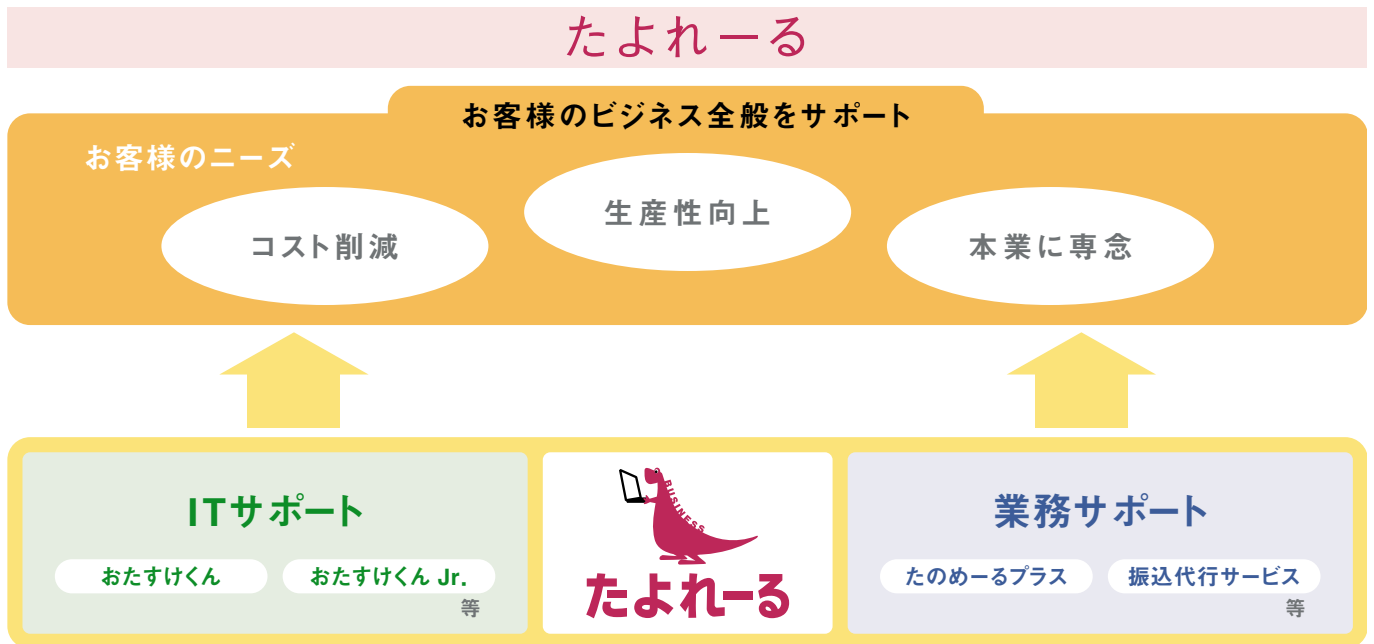 たよれーる
お客様のビジネス全般をサポート
お客様のニーズ
コスト削減
生産性向上
本業に専念
ITサポート
おたすけくん
おたすけくん Jr.
等
BUSINESS
たよれーる
業務サポート
たのめーるプラス
振込代行サービス
等